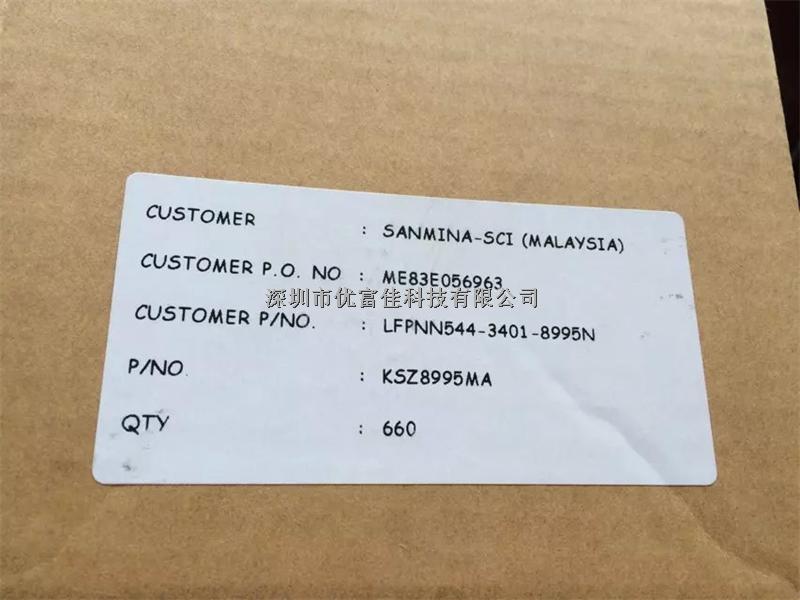 CUSTOMER : SANMINA-SCI (MALAYSIA)
CUSTOMER P.O. NO : ME83E056963
深圳市优富佳科技有限公司
CUSTOMER P/NO. : LFPNN544-3401-8995N
P/NO. : KSZ8995MA
QTY : 660